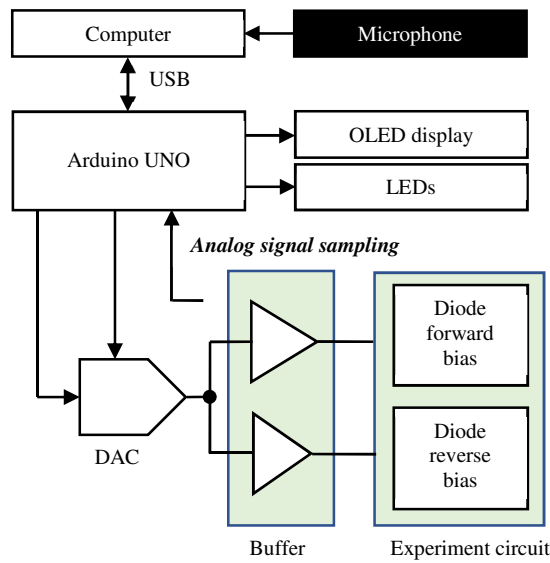 Computer
Microphone
USB
Arduino UNO
OLED display
LEDs
Analog signal sampling
Diode
forward
bias
Diode
reverse
bias
DAC
Buffer
Experiment circuit